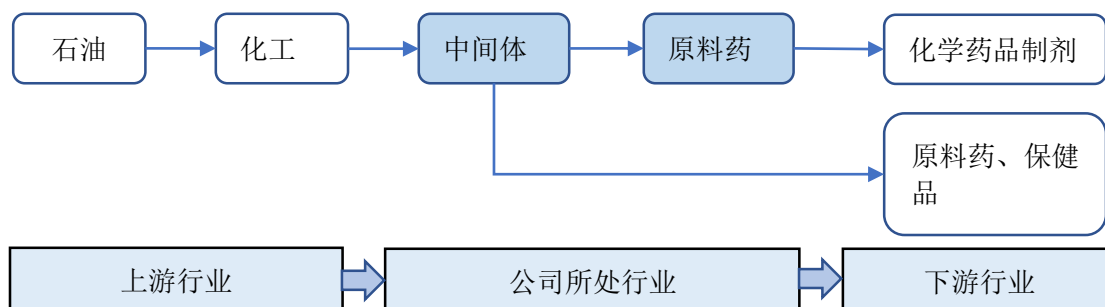 石油
化工
中间体
原料药
化学药品制剂
原料药、保健
品
上游行业
公司所处行业
下游行业